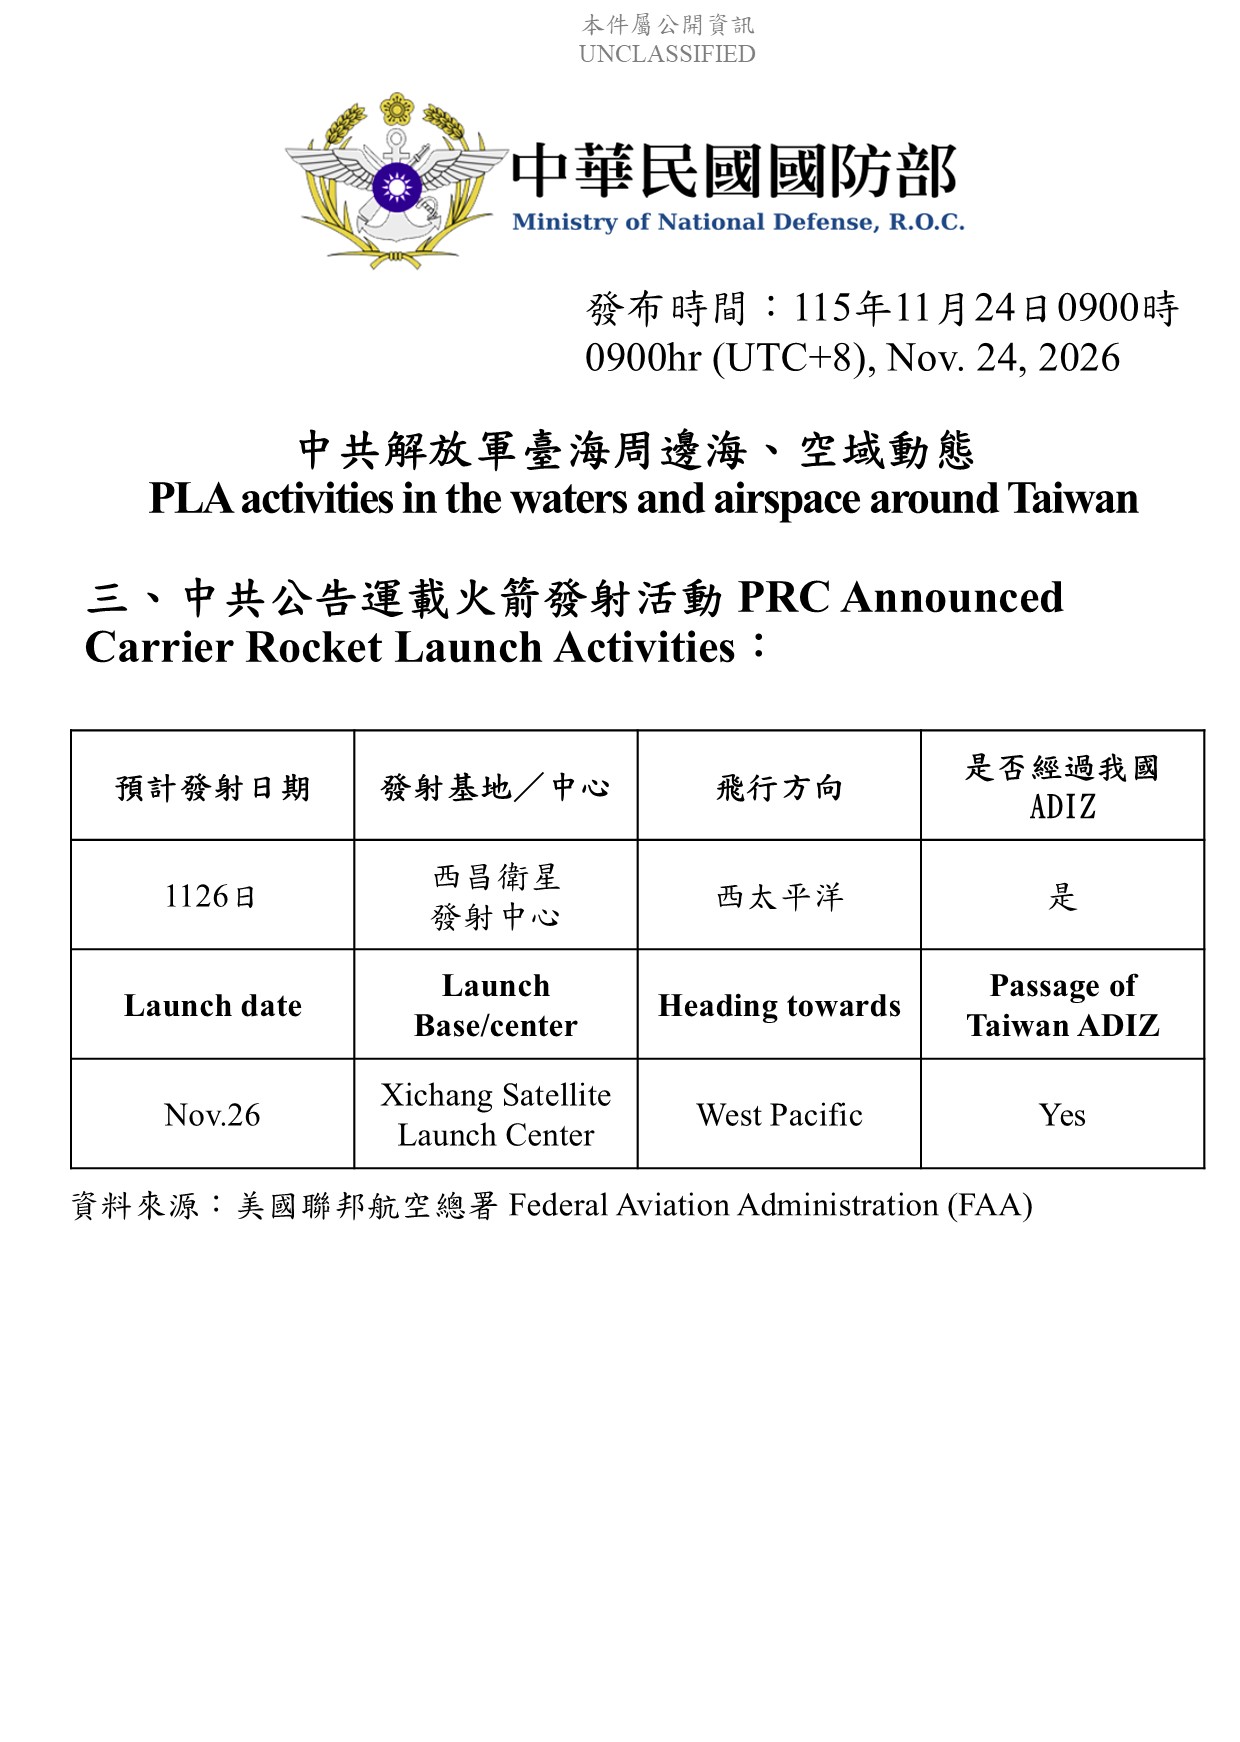 本件屬公開資訊
UNCLASSIFIED
中華民國國防部
Ministry of National Defense, R.O.C.
發布時間：115年11月24日0900時
0900hr (UTC+8), Nov. 24, 2026
中共解放軍臺海周邊海、空域動態
PLA activities in the waters and airspace around Taiwan
三、中共公告運載火箭發射活動 PRC Announced
Carrier Rocket Launch Activities：
預計發射日期
發射基地／中心
飛行方向
是否經過我國
ADIZ
1126日
西昌衛星
發射中心
西太平洋
是
Launch date
Launch
Base/center
Heading towards
Passage of
Taiwan ADIZ
Nov.26
Xichang Satellite
Launch Center
West Pacific
Yes
資料來源：美國聯邦航空總署 Federal Aviation Administration (FAA)